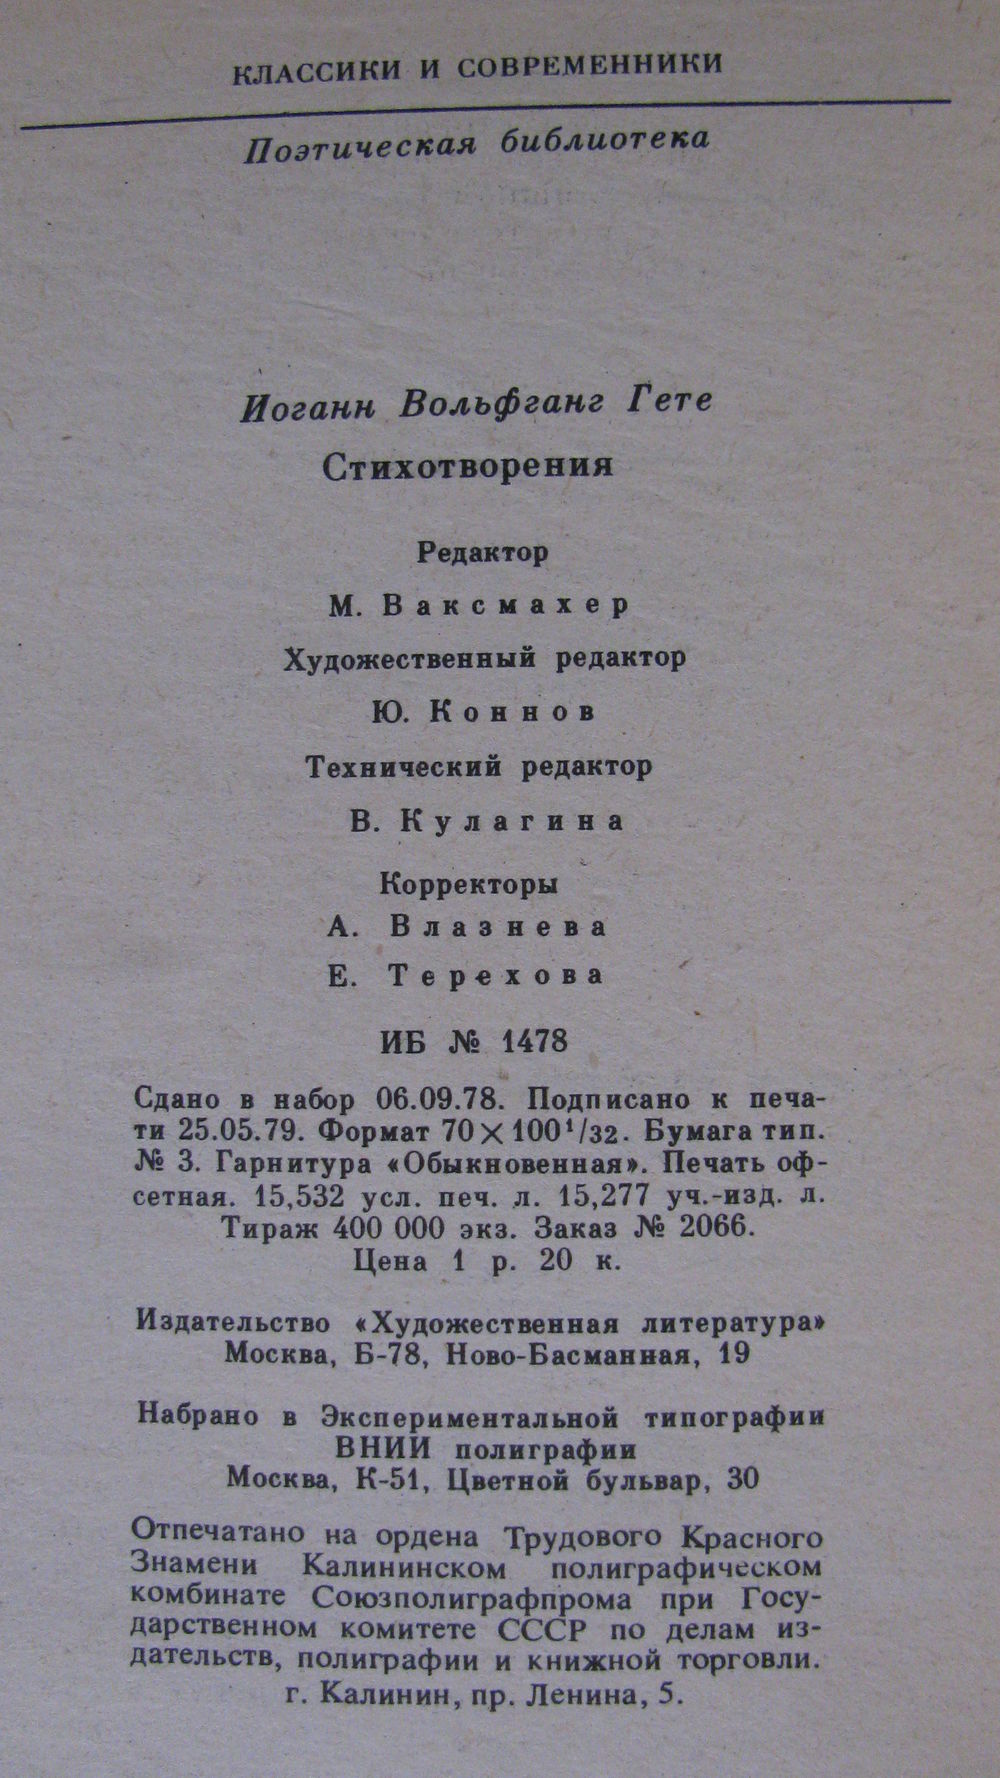 КЛАССИКИ И СОВРЕМЕННИКИ
Поэтическая библиотека
Иоганн Вольфганг Гете
Стихотворения
Редактор
М. Ваксмахер
Художественный редактор
Ю. Коннов
Технический редактор
В. Кулагина
Корректоры
А. Влазнева
Е. Терехова
ИБ № 1478
Сдано в набор 06.09.78. Подписано к печа-
ти 25.05.79. Формат 70×100¹/32. Бумага тип.
№ 3. Гарнитура «Обыкновенная». Печать оф-
сетная. 15,532 усл. печ. л. 15,277 уч.-изд. л.
Тираж 400 000 экз. Заказ № 2066.
Цена 1 р. 20 к.
Издательство «Художественная литература»
Москва, Б-78, Ново-Басманная, 19
Набрано в Экспериментальной типографии
ВНИИ полиграфии
Москва, К-51, Цветной бульвар, 30
Отпечатано на ордена Трудового Красного
Знамени Калининском полиграфическом
комбинате Союзполиграфпрома при Госу-
дарственном комитете СССР по делам из-
дательств, полиграфии и книжной торговли.
г. Калинин, пр. Ленина, 5.